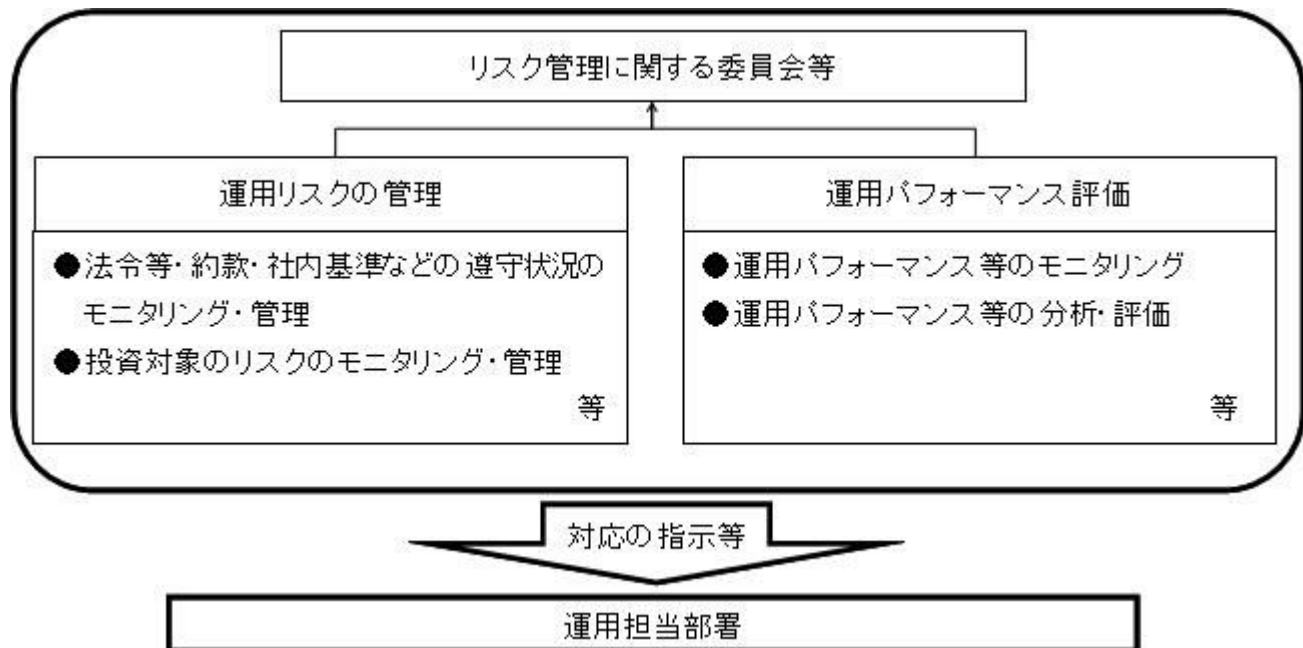 リスク管理に関する委員会等
運用リスクの管理
●法令等・約款・社内基準などの遵守状況の
モニタリング・管理
●投資対象のリスクのモニタリング・管理
等
運用パフォーマンス評価
●運用パフォーマンス等のモニタリング
●運用パフォーマンス等の分析・評価
等
対応の指示等
運用担当部署